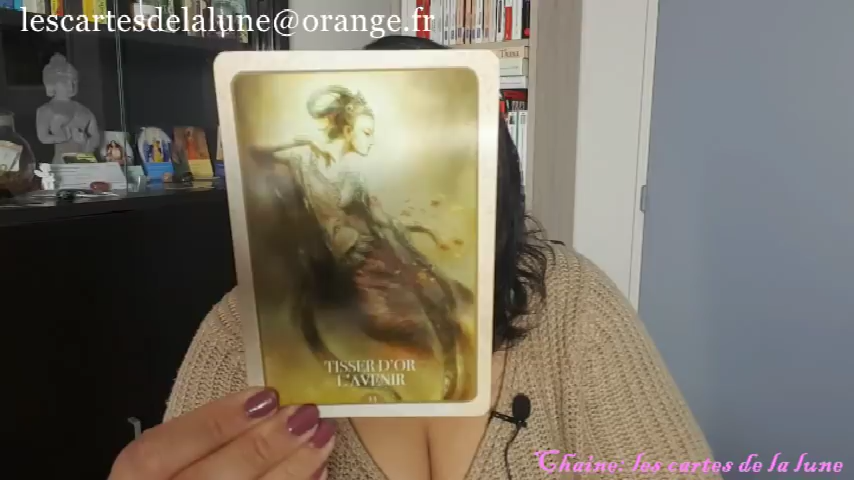 lescartesdelalune@orange.fr
TISSER D'OR
L'AVENIR
Chaine: les cartes de la lune